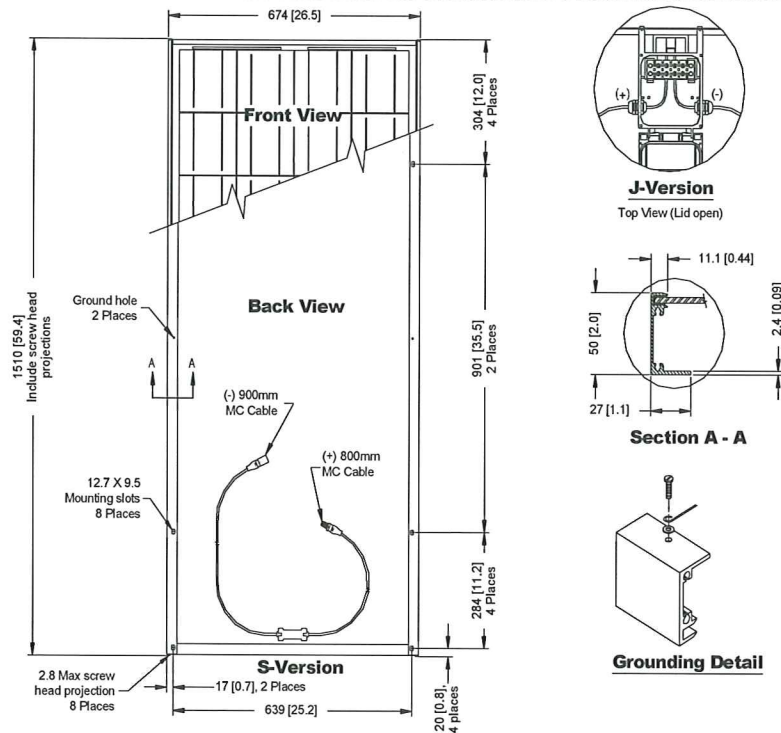 674 [26.5]
Front View
304 [12.0]
4 Places
(+)
(-)
J-Version
Top View (Lid open)
1510 [59.4]
Include screw head
projections
Ground hole
2 Places
Back View
A
A
901 [35.5]
2 Places
(-) 900mm
MC Cable
(+) 800mm
MC Cable
12.7 X 9.5
Mounting slots
8 Places
284 [11.2]
4 Places
11.1 [0.44]
50 [2.0]
2.4 [0.09]
27 [1.1]
Section A - A
Grounding Detail
S-Version
2.8 Max screw
head projection
8 Places
17 [0.7], 2 Places
639 [25.2]
20 [0.8],
4 places